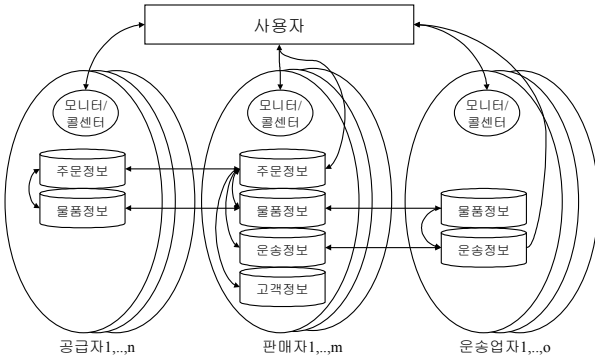 사용자
모니터/
콜센터
주문정보
물품정보
공급자1,..,n
모니터/
콜센터
주문정보
물품정보
운송정보
고객정보
판매자1,..,m
모니터/
콜센터
물품정보
운송정보
운송업자1,..,o